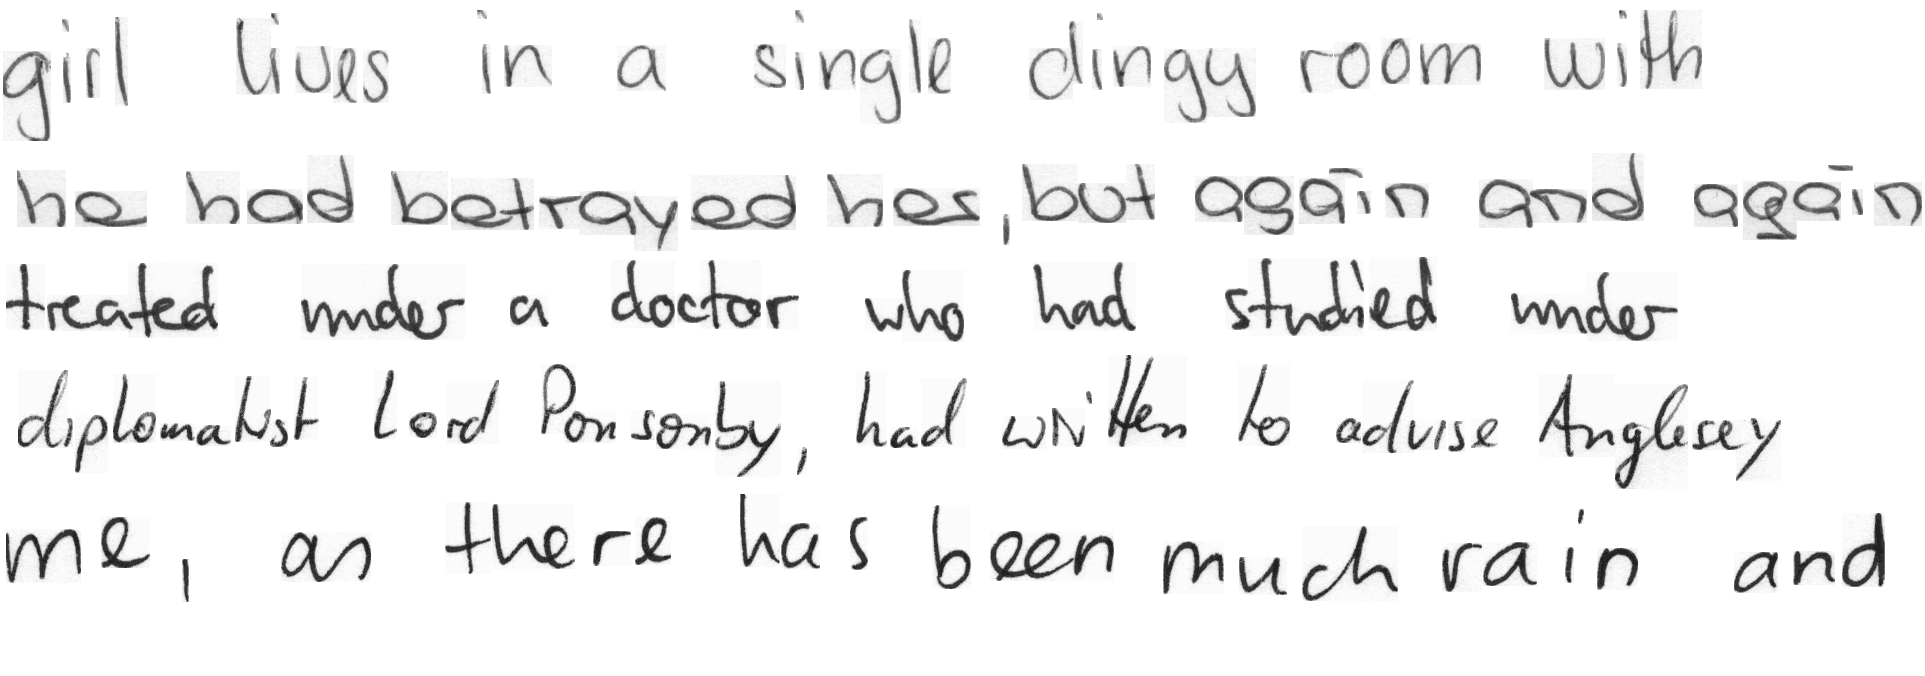 girl lives in a single dingy room with
he had betrayed her, but again and again
treated under a doctor who had studied under
diplomatist Lord Ponsonby, had written to advise Anglesey
me, as there has been much rain and